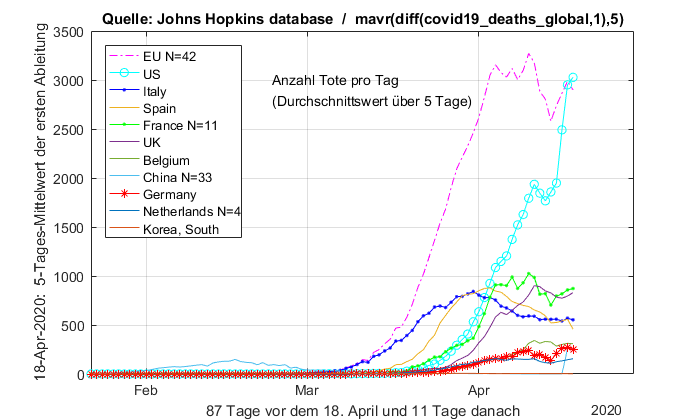 Quelle: Johns Hopkins database / mavr(diff(covid19_deaths_global,1),5)
18-Apr-2020: 5-Tages-Mittelwert der ersten Ableitung
3500
3000
2500
2000
1500
1000
500
0
EU N=42
US
Italy
Spain
France N=11
UK
Belgium
China N=33
Germany
Netherlands N=4
Korea, South
Anzahl Tote pro Tag
(Durchschnittswert über 5 Tage)
Feb Mar Apr
87 Tage vor dem 18. April und 11 Tage danach 2020